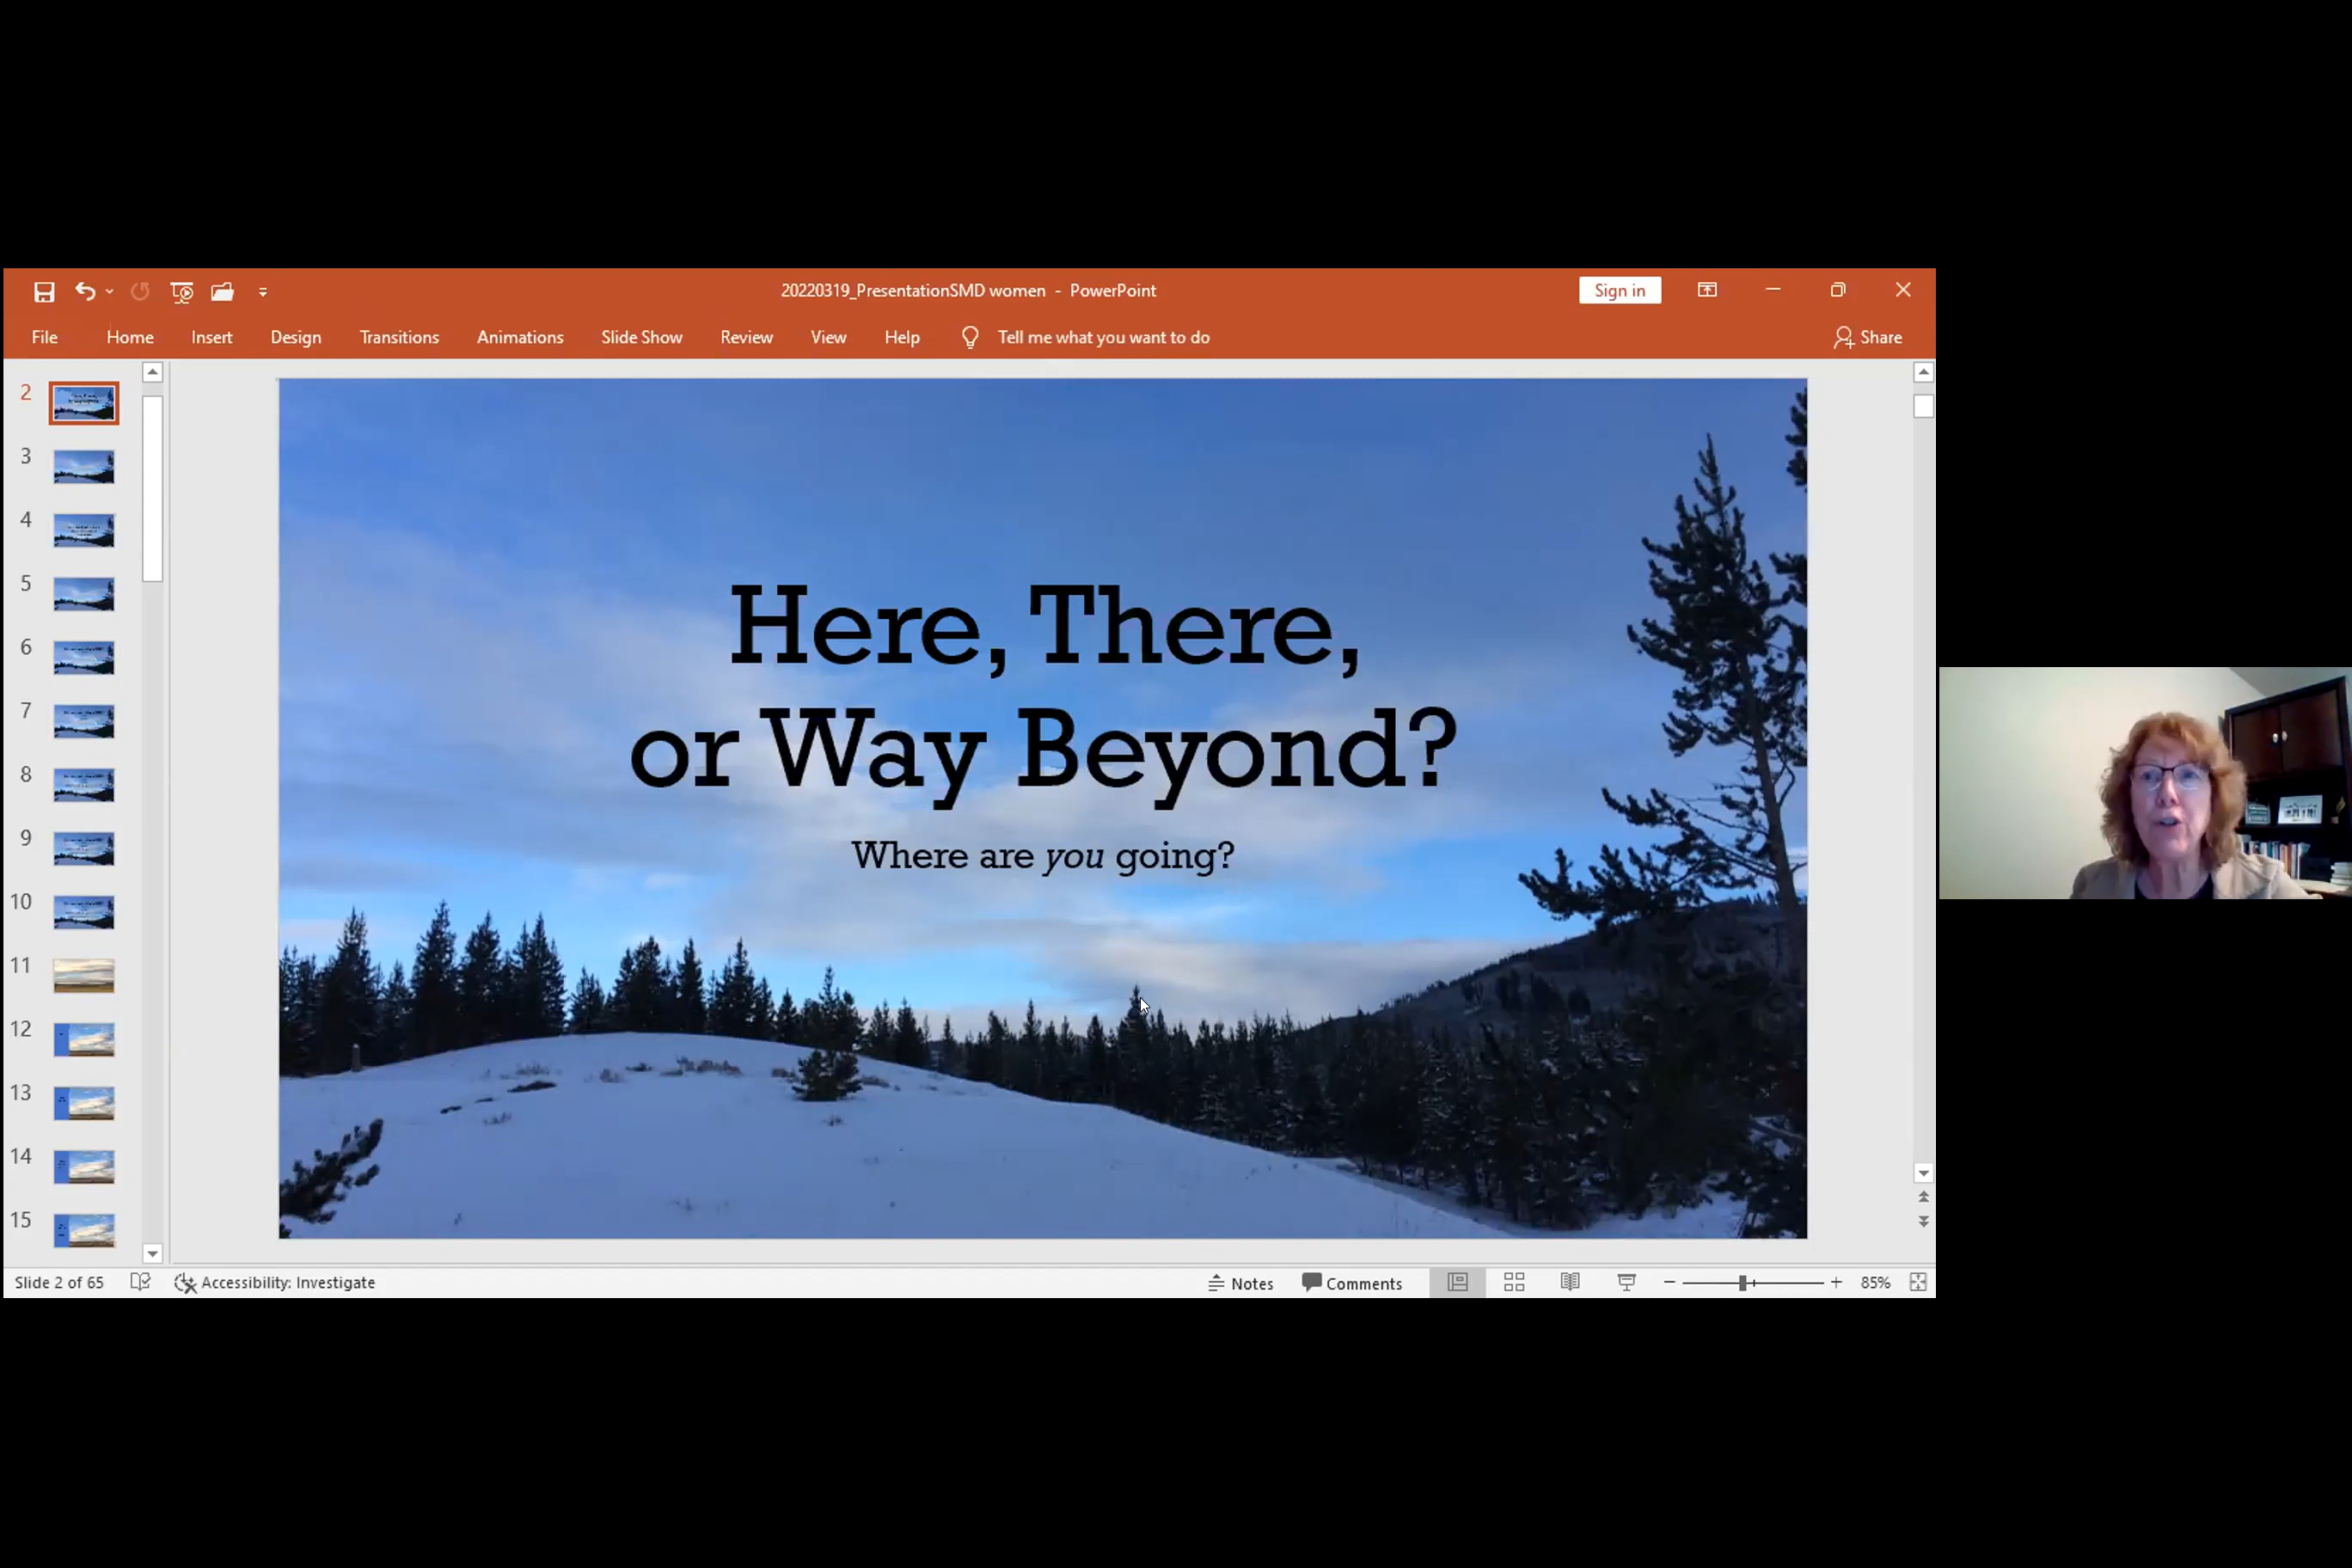 20220319_PresentationSMD women - PowerPoint
Sign in
File Home Insert Design Transitions Animations Slide Show Review View Help Tell me what you want to do Share
2
3
4
5
6
7
8
9
10
11
12
13
14
15
Here, There,
or Way Beyond?
Where are you going?
Slide 2 of 65 Accessibility: Investigate Notes Comments 85%